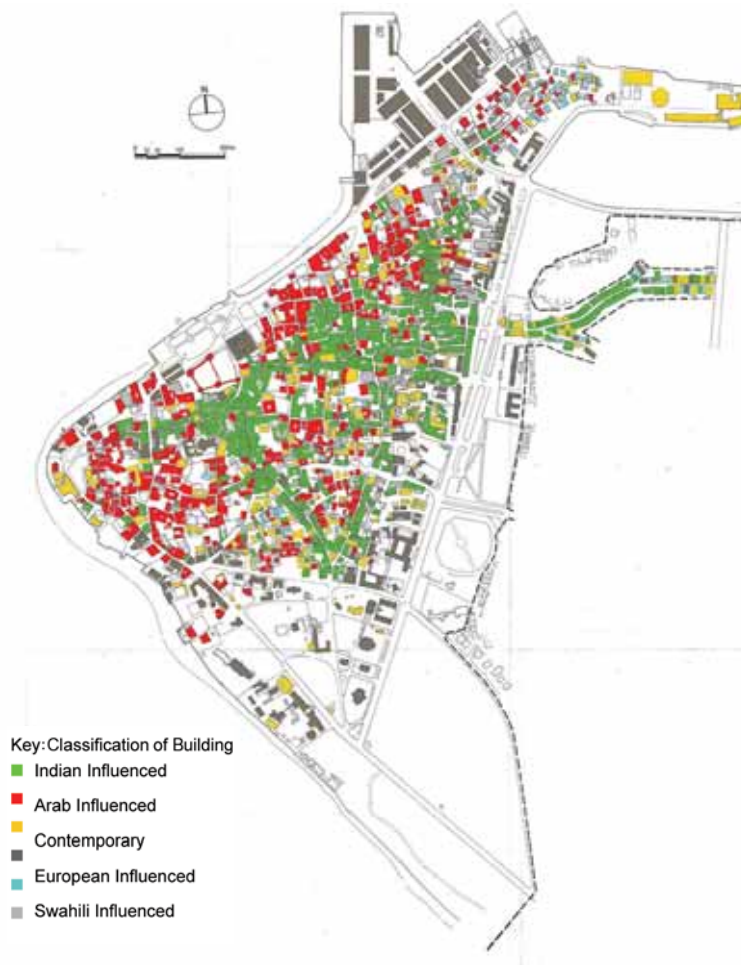 N
Key:Classification of Building
Indian Influenced
Arab Influenced
Contemporary
European Influenced
Swahili Influenced